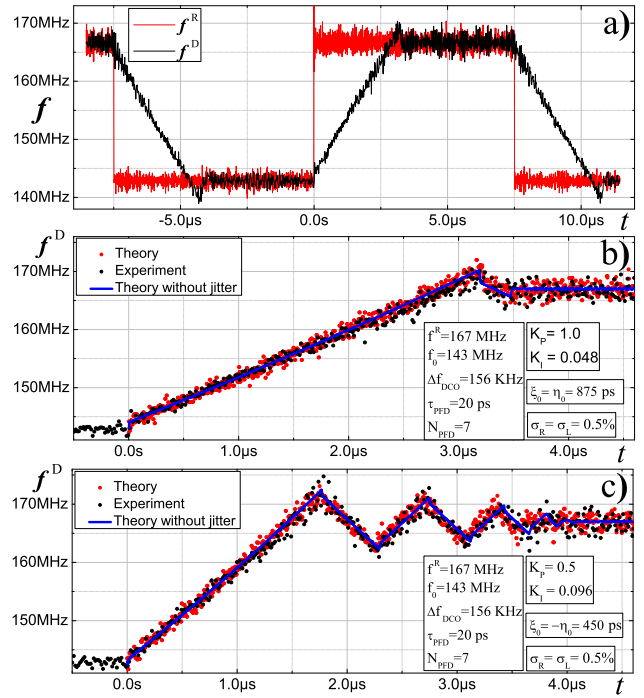 a)
f^R
f^D
f
170MHz
160MHz
150MHz
140MHz
-5.0μs
0.0s
5.0μs
10.0μs
t
b)
f^D
Theory
Experiment
Theory without jitter
170MHz
160MHz
150MHz
f^R=167 MHz
f_0=143 MHz
Δf_DCO=156 KHz
τ_PFD=20 ps
N_PFD=7
K_P= 1.0
K_I= 0.048
ξ_0= η_0= 875 ps
σ_R= σ_L= 0.5%
0.0s
1.0μs
2.0μs
3.0μs
4.0μs
t
c)
f^D
Theory
Experiment
Theory without jitter
170MHz
160MHz
150MHz
f^R=167 MHz
f_0=143 MHz
Δf_DCO=156 KHz
τ_PFD=20 ps
N_PFD=7
K_P= 0.5
K_I= 0.096
ξ_0= −η_0= 450 ps
σ_R= σ_L= 0.5%
0.0s
1.0μs
2.0μs
3.0μs
4.0μs
t